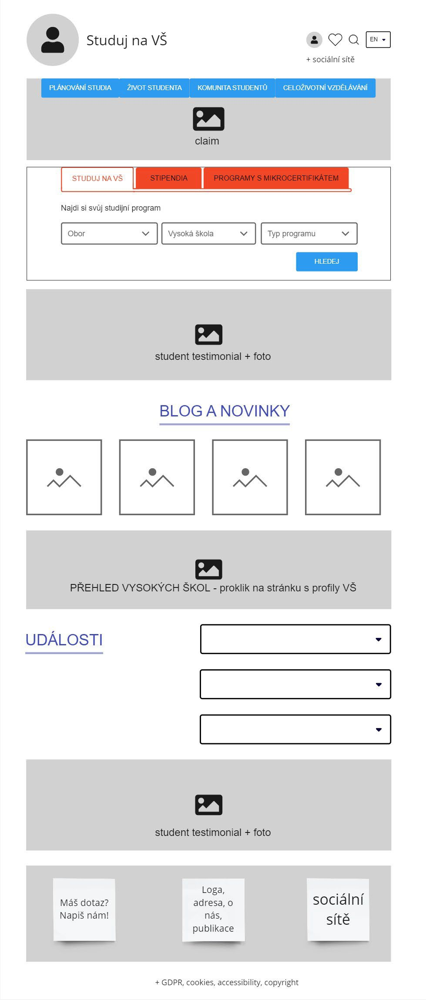 Studuj na VŠ
EN
+ sociální sítě
PLÁNOVÁNÍ STUDIA
ŽIVOT STUDENTA
KOMUNITA STUDENTŮ
CELOŽIVOTNÍ VZDĚLÁVÁNÍ
claim
STUDUJ NA VŠ
STIPENDIA
PROGRAMY S MIKROCERTIFIKÁTEM
Najdi si svůj studijní program
Obor
Vysoká škola
Typ programu
HLEDEJ
student testimonial + foto
BLOG A NOVINKY
PŘEHLED VYSOKÝCH ŠKOL - proklik na stránku s profily VŠ
UDÁLOSTI
student testimonial + foto
Máš dotaz?
Napiš nám!
Loga,
adresa, o
nás,
publikace
sociální
sítě
+ GDPR, cookies, accessibility, copyright